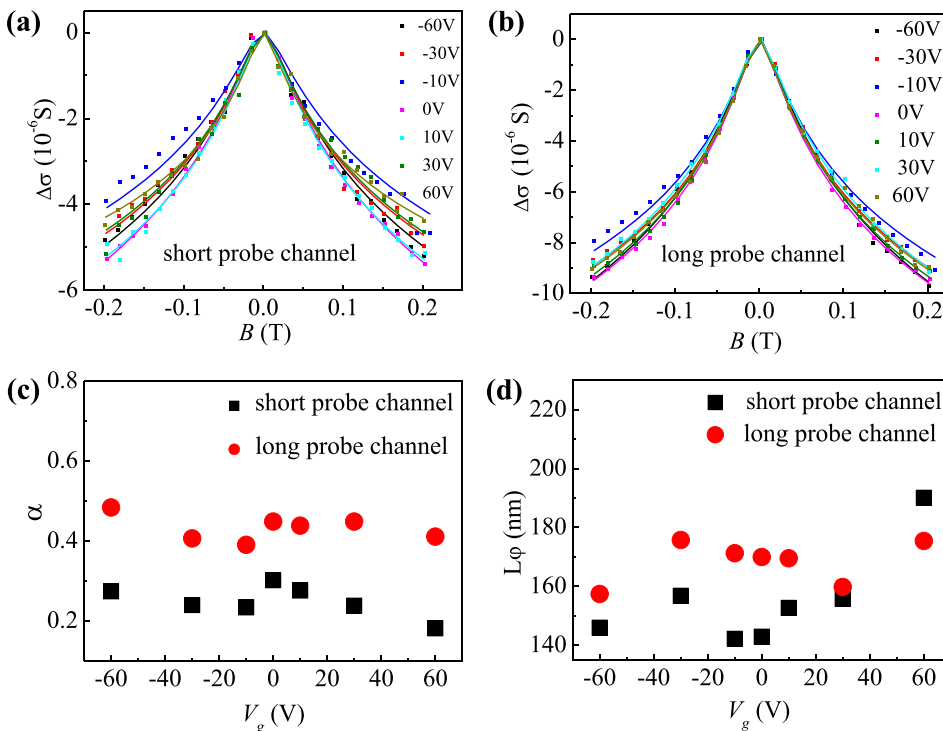 (a)
0
-2
-4
-6
Δσ (10⁻⁶S)
-60V
-30V
-10V
0V
10V
30V
60V
short probe channel
-0.2 -0.1 0.0 0.1 0.2
B (T)
(b)
0
-2
-4
-6
-8
-10
Δσ (10⁻⁶ S)
-60V
-30V
-10V
0V
10V
30V
60V
long probe channel
-0.2 -0.1 0.0 0.1 0.2
B (T)
(c)
0.8
0.6
0.4
0.2
α
short probe channel
long probe channel
-60 -40 -20 0 20 40 60
V_g (V)
(d)
220
200
180
160
140
Lφ (nm)
short probe channel
long probe channel
-60 -40 -20 0 20 40 60
V_g (V)